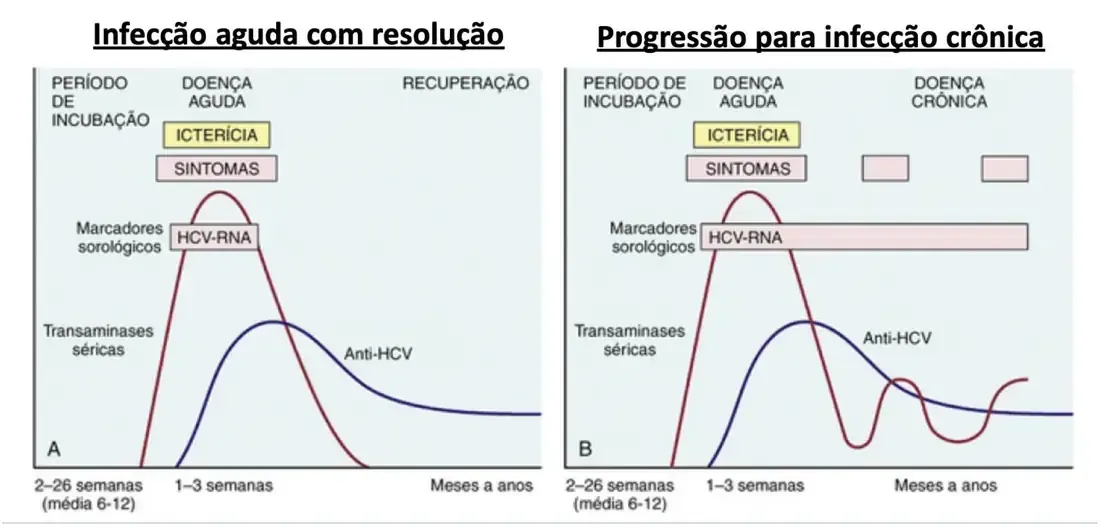 Infecção aguda com resolução
PERÍODO
DE
INCUBAÇÃO
DOENÇA
AGUDA
RECUPERAÇÃO
ICTERÍCIA
SINTOMAS
Marcadores
sorológicos
HCV-RNA
Transaminases
séricas
Anti-HCV
A
2–26 semanas
(média 6-12)
1–3 semanas
Meses a anos
Progressão para infecção crônica
PERÍODO DE
INCUBAÇÃO
DOENÇA
AGUDA
DOENÇA
CRÔNICA
ICTERÍCIA
SINTOMAS
Marcadores
sorológicos
HCV-RNA
Transaminases
séricas
Anti-HCV
B
2–26 semanas
(média 6-12)
1–3 semanas
Meses a anos